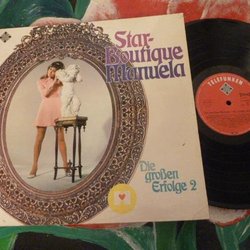 Star-
Boutique
Manuela
Die
großen
Erfolge 2
TELEFUNKEN